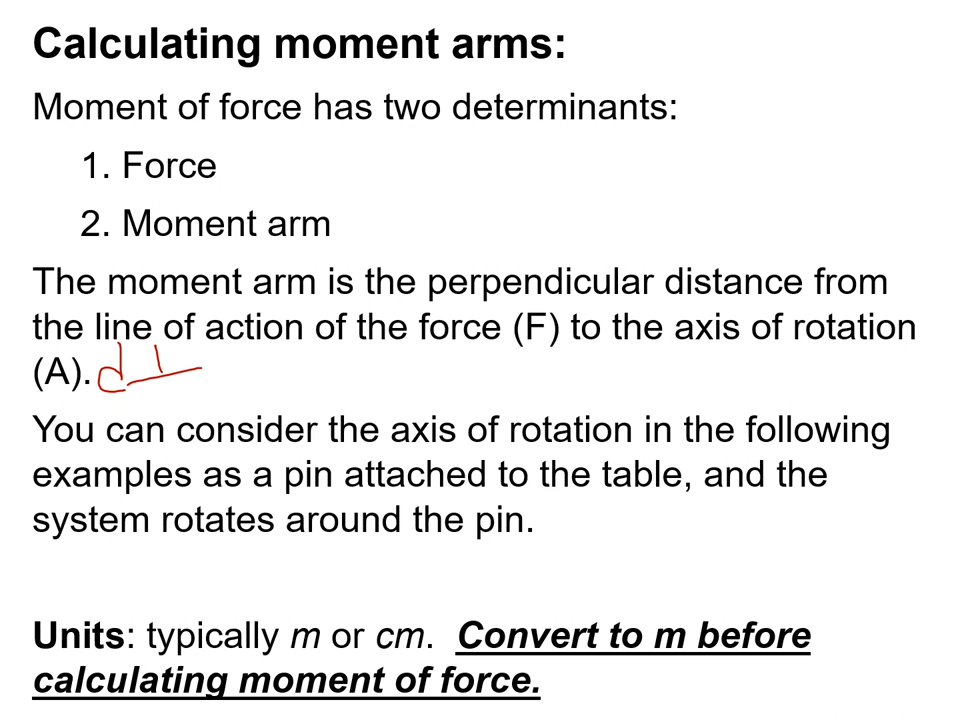 Calculating moment arms:
Moment of force has two determinants:
1. Force
2. Moment arm
The moment arm is the perpendicular distance from
the line of action of the force (F) to the axis of rotation
(A). d⊥
You can consider the axis of rotation in the following
examples as a pin attached to the table, and the
system rotates around the pin.
Units: typically m or cm. Convert to m before
calculating moment of force.